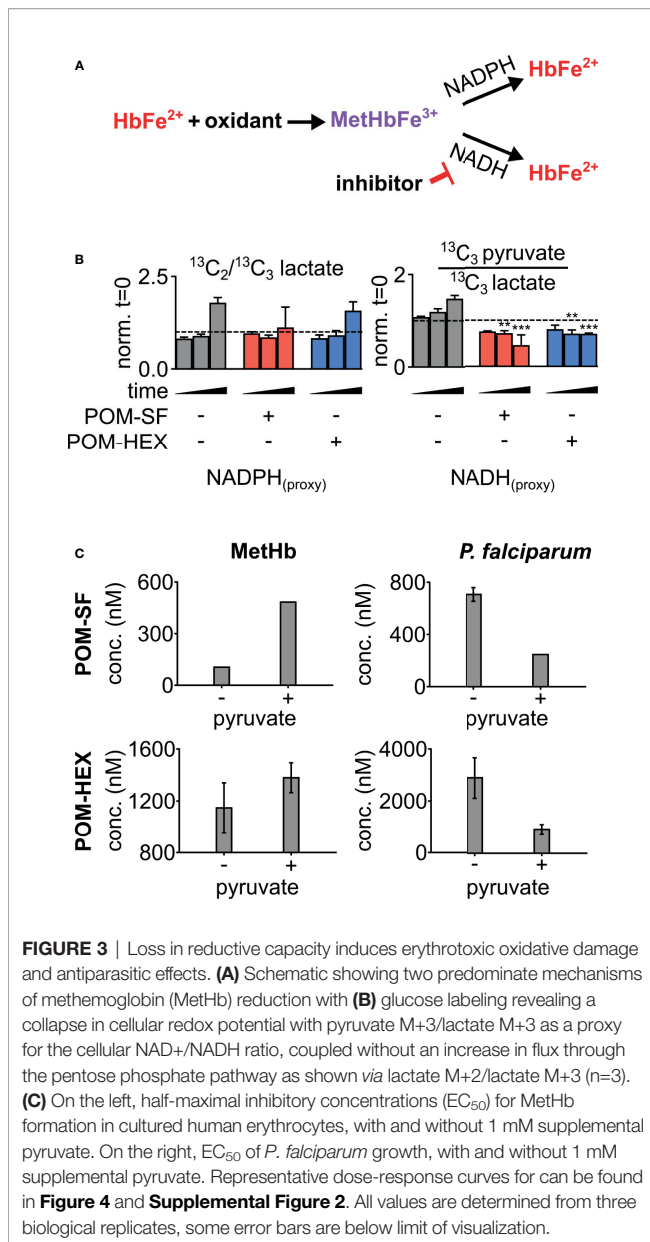 A
HbFe2+ + oxidant → MetHbFe3+
NADPH
HbFe2+
NADH
HbFe2+
inhibitor
B
norm. t=0
2.5
0.0
13C2/13C3 lactate
norm. t=0
2
1
0
13C3 pyruvate
13C3 lactate
** *** ** ***
time
POM-SF - + - - + -
POM-HEX - - + - - +
NADPH(proxy) NADH(proxy)
C
MetHb P. falciparum
POM-SF
conc. (nM)
600
300
0
- +
pyruvate
conc. (nM)
800
400
0
- +
pyruvate
POM-HEX
conc. (nM)
1600
1200
800
- +
pyruvate
conc. (nM)
4000
2000
0
- +
pyruvate
FIGURE 3 | Loss in reductive capacity induces erythrotoxic oxidative damage
and antiparasitic effects. (A) Schematic showing two predominate mechanisms
of methemoglobin (MetHb) reduction with (B) glucose labeling revealing a
collapse in cellular redox potential with pyruvate M+3/lactate M+3 as a proxy
for the cellular NAD+/NADH ratio, coupled without an increase in flux through
the pentose phosphate pathway as shown via lactate M+2/lactate M+3 (n=3).
(C) On the left, half-maximal inhibitory concentrations (EC50) for MetHb
formation in cultured human erythrocytes, with and without 1 mM supplemental
pyruvate. On the right, EC50 of P. falciparum growth, with and without 1 mM
supplemental pyruvate. Representative dose-response curves for can be found
in Figure 4 and Supplemental Figure 2. All values are determined from three
biological replicates, some error bars are below limit of visualization.